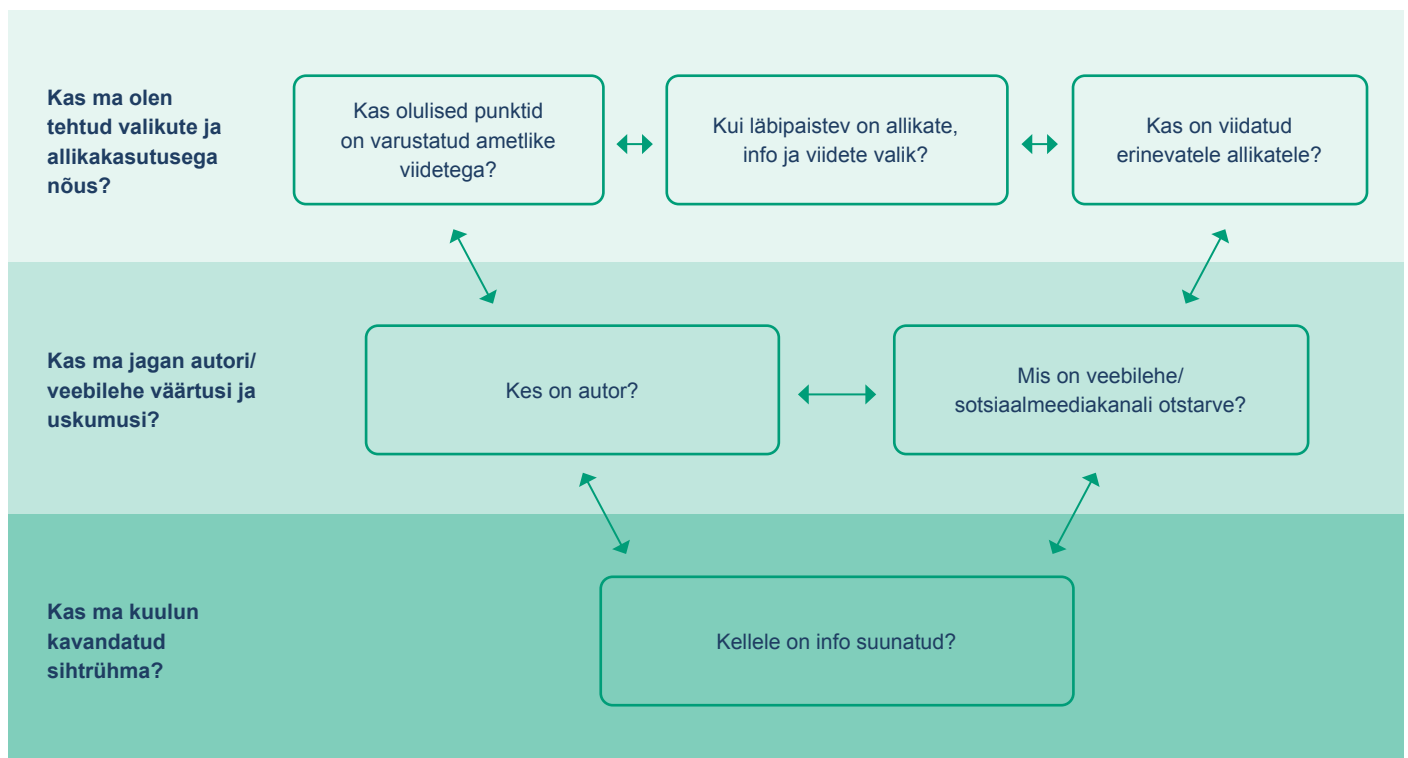 Kas ma olen
tehtud valikute ja
allikakasutusega
nõus?
Kas olulised punktid
on varustatud ametlike
viidetega?
Kui läbipaistev on allikate,
info ja viidete valik?
Kas on viidatud
erinevatele allikatele?
Kas ma jagan autori/
veebilehe väärtusi ja
uskumusi?
Kes on autor?
Mis on veebilehe/
sotsiaalmeediakanali otstarve?
Kas ma kuulun
kavandatud
sihtrühma?
Kellele on info suunatud?